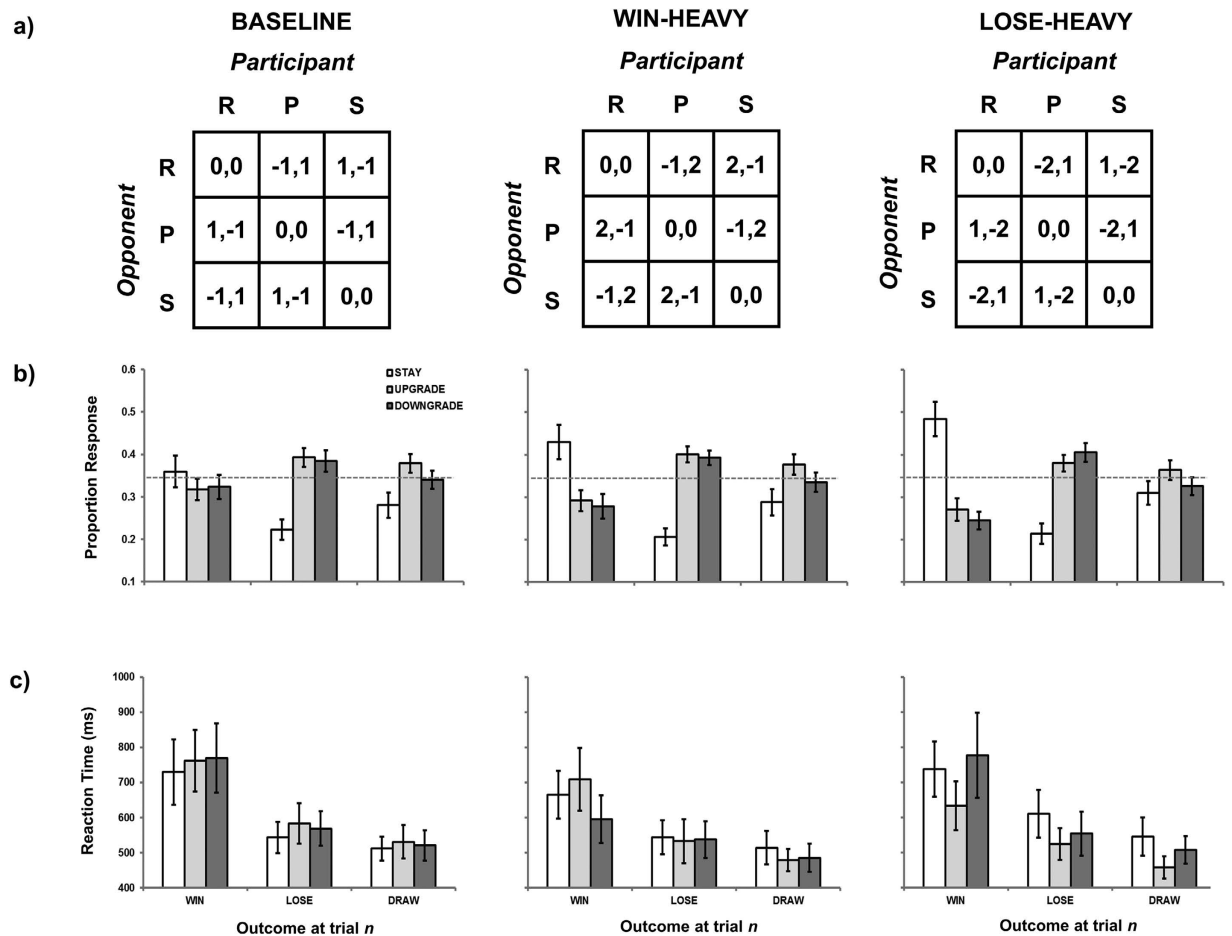 a)
BASELINE WIN-HEAVY LOSE-HEAVY
Participant Participant Participant
R P S R P S R P S
R 0,0 -1,1 1,-1 R 0,0 -1,2 2,-1 R 0,0 -2,1 1,-2
Opponent Opponent Opponent
P 1,-1 0,0 -1,1 P 2,-1 0,0 -1,2 P 1,-2 0,0 -2,1
S -1,1 1,-1 0,0 S -1,2 2,-1 0,0 S -2,1 1,-2 0,0
b)
Proportion Response
0.6
0.5
0.4
0.3
0.2
0.1
STAY
UPGRADE
DOWNGRADE
c)
Reaction Time (ms)
1000
900
800
700
600
500
400
WIN LOSE DRAW WIN LOSE DRAW WIN LOSE DRAW
Outcome at trial n Outcome at trial n Outcome at trial n